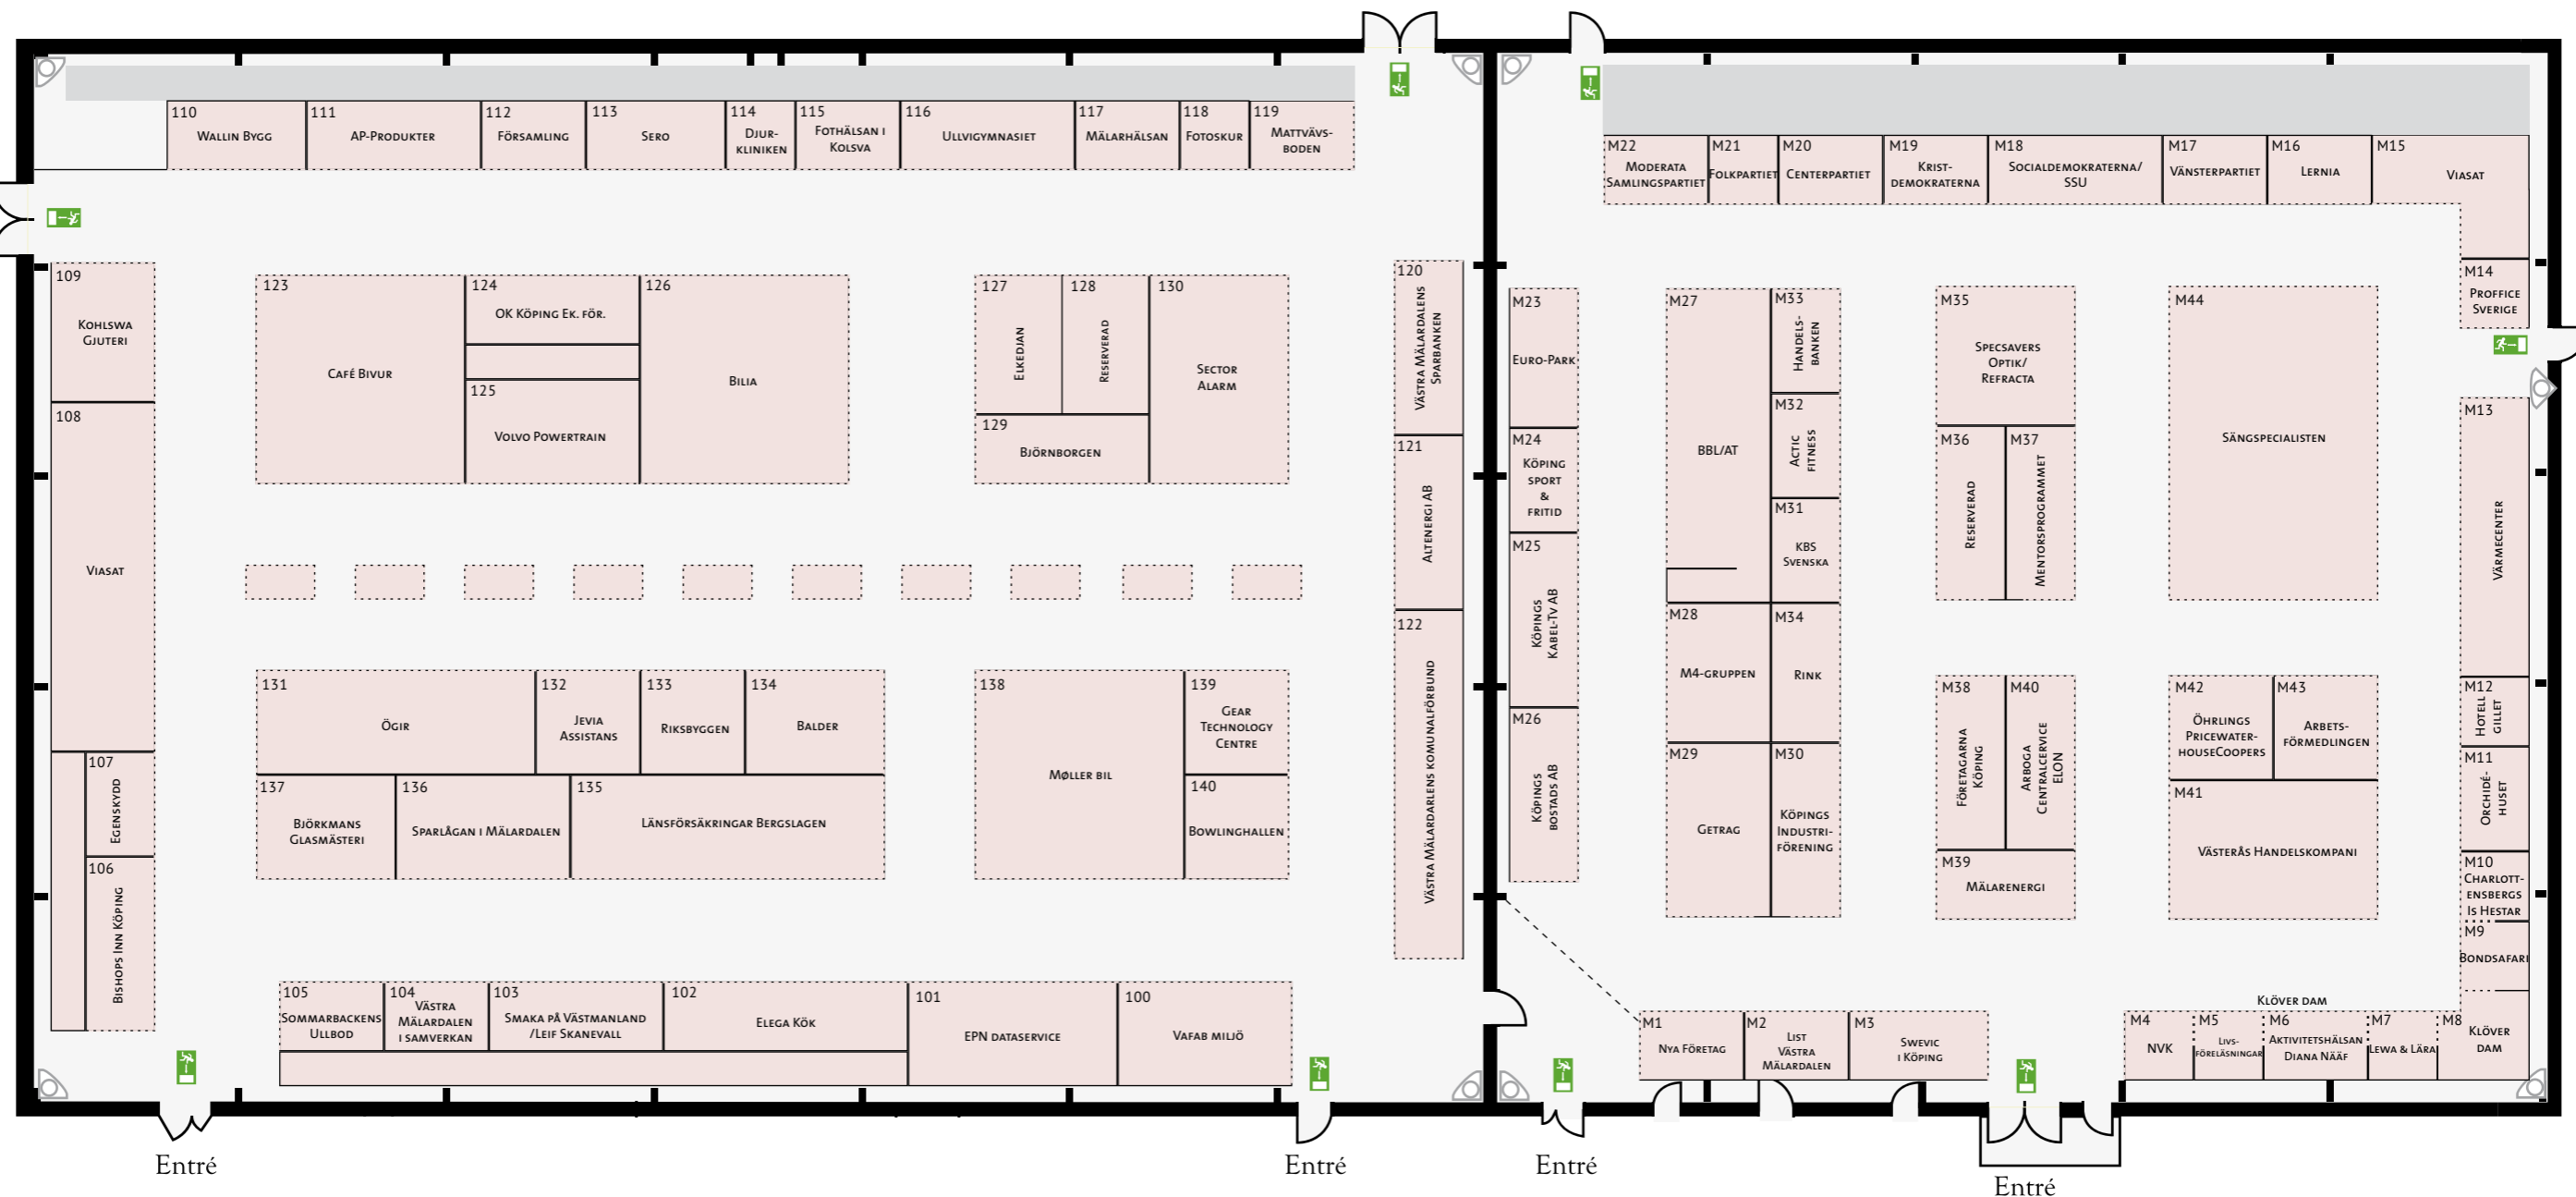 110
WALLIN BYGG
111
AP-PRODUKTER
112
FÖRSAMLING
113
SERO
114
DJUR-
KLINIKEN
115
FOTHÄLSAN I
KOLSVA
116
ULLVIGYMNASIET
117
MÄLARHÄLSAN
118
FOTOSKUR
119
MATTVÄVS-
BODEN
M22
MODERATA
SAMLINGSPARTIET
M21
FOLKPARTIET
M20
CENTERPARTIET
M19
KRIST-
DEMOKRATERNA
M18
SOCIALDEMOKRATERNA/
SSU
M17
VÄNSTERPARTIET
M16
LERNIA
M15
VIASAT
109
KOHLSWA
GJUTERI
108
VIASAT
107
EGENSKYDD
106
BISHOPS INN KÖPING
123
CAFÉ BIVUR
124
OK KÖPING EK. FÖR.
125
VOLVO POWERTRAIN
126
BILIA
127
ELKEDJAN
128
RESERVERAD
129
BJÖRNBORGEN
130
SECTOR
ALARM
120
VÄSTRA MÄLARDALENS
SPARBANKEN
121
ALTENERGI AB
122
VÄSTRA MÄLARDARLENS KOMUNALFÖRBUND
131
ÖGIR
132
JEVIA
ASSISTANS
133
RIKSBYGGEN
134
BALDER
137
BJÖRKMANS
GLASMÄSTERI
136
SPARLÅGAN I MÄLARDALEN
135
LÄNSFÖRSÄKRINGAR BERGSLAGEN
138
MØLLER BIL
139
GEAR
TECHNOLOGY
CENTRE
140
BOWLINGHALLEN
105
SOMMARBACKENS
ULLBOD
104
VÄSTRA
MÄLARDALEN
I SAMVERKAN
103
SMAKA PÅ VÄSTMANLAND
/LEIF SKANEVALL
102
ELEGA KÖK
101
EPN DATASERVICE
100
VAFAB MILJÖ
M23
EURO-PARK
M24
KÖPING
SPORT
&
FRITID
M25
KÖPINGS
KABEL-TV AB
M26
KÖPINGS
BOSTADS AB
M27
BBL/AT
M33
HANDELS-
BANKEN
M32
ACTIC
FITNESS
M31
KBS
SVENSKA
M28
M4-GRUPPEN
M34
RINK
M29
GETRAG
M30
KÖPINGS
INDUSTRI-
FÖRENING
M35
SPECSAVERS
OPTIK/
REFRACTA
M36
RESERVERAD
M37
MENTORSPROGRAMMET
M38
FÖRETAGARNA
KÖPING
M40
ARBOGA
CENTRALCERVICE
ELON
M39
MÄLARENERGI
M44
SÄNGSPECIALISTEN
M42
ÖHRLINGS
PRICEWATER-
HOUSECOOPERS
M43
ARBETS-
FÖRMEDLINGEN
M41
VÄSTERÅS HANDELSKOMPANI
M14
PROFFICE
SVERIGE
M13
VÄRMECENTER
M12
HOTELL
GILLET
M11
ORCHIDÉ-
HUSET
M10
CHARLOTT-
ENSBERGS
IS HESTAR
M9
BONDSAFARI
KLÖVER DAM
M1
NYA FÖRETAG
M2
LIST
VÄSTRA
MÄLARDALEN
M3
SWEVIC
I KÖPING
M4
NVK
M5
LIVS-
FÖRELÄSNINGAR
M6
AKTIVITETSHÄLSAN
DIANA NÄÄF
M7
LEWA & LÄRA
M8
KLÖVER
DAM
Entré
Entré
Entré
Entré